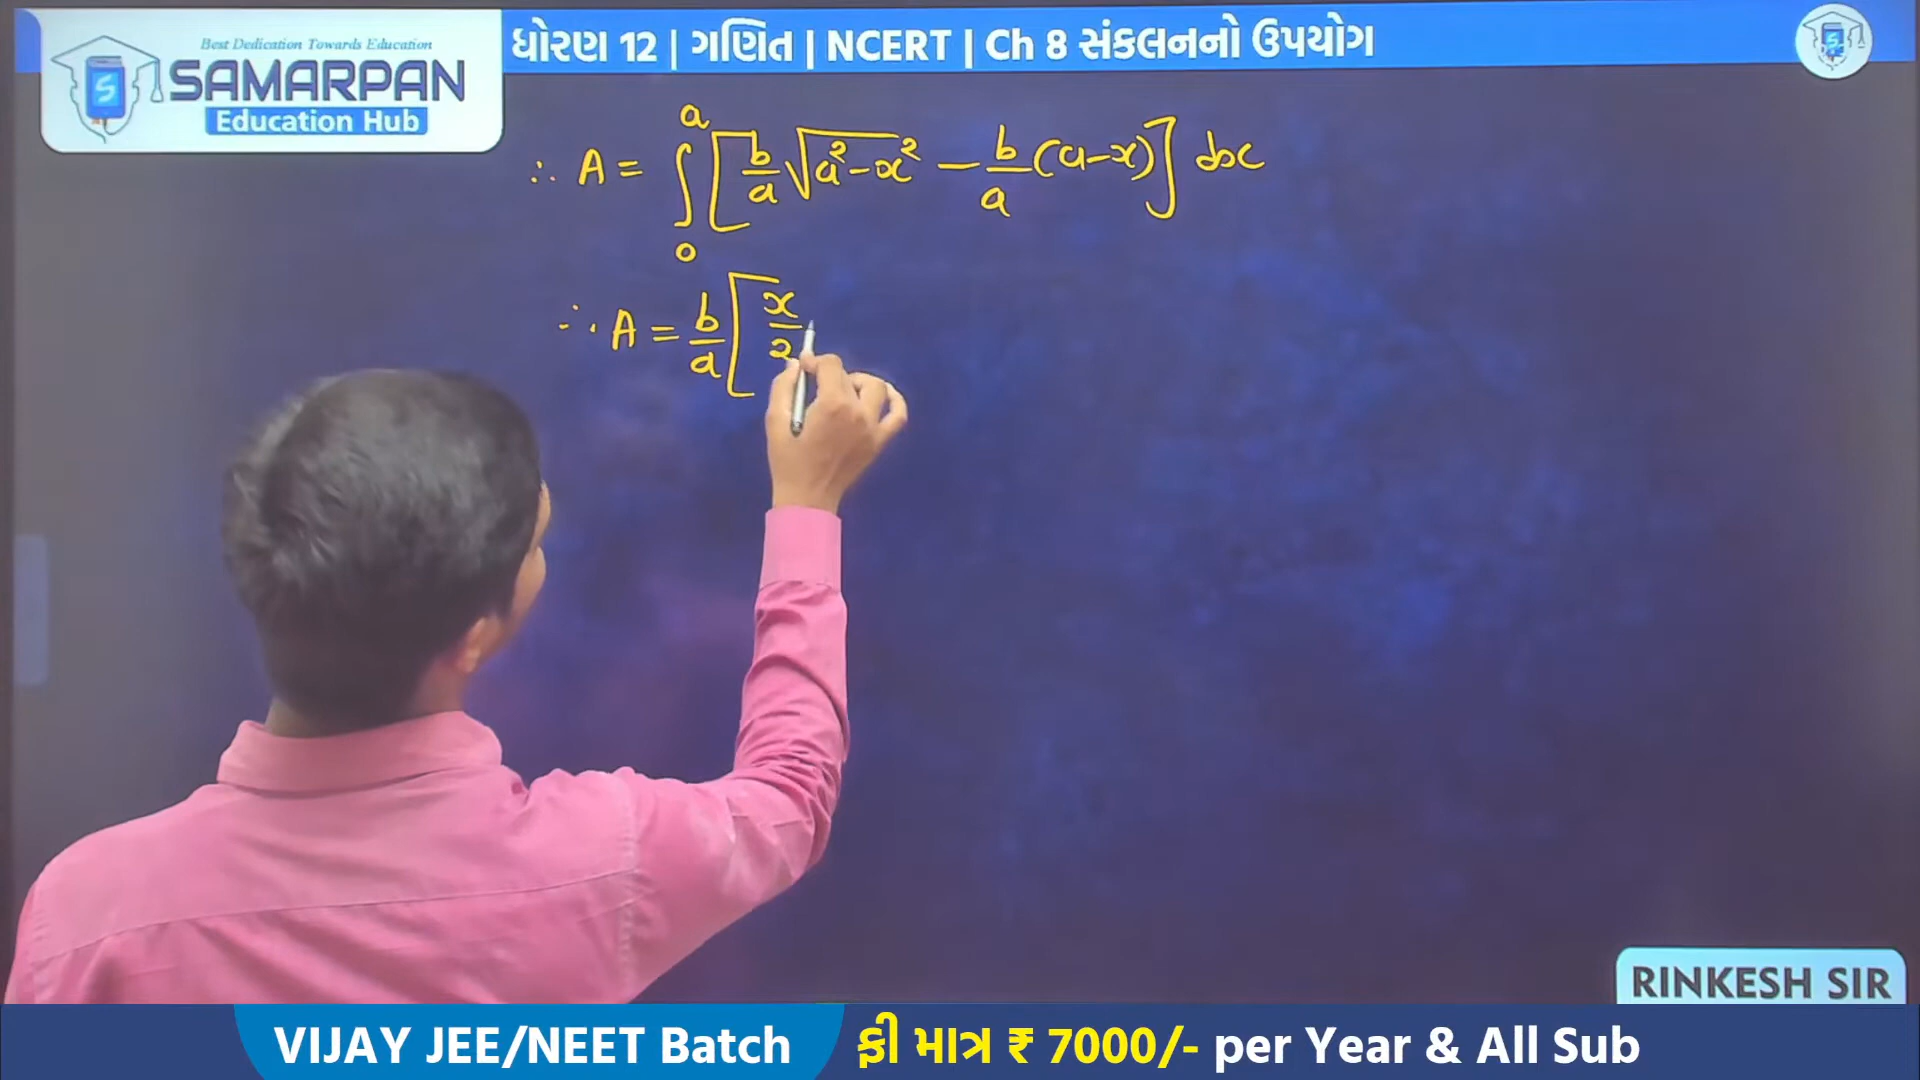 Best Dedication Towards Education
SAMARPAN
Education Hub
ધોરણ 12 | ગણિત | NCERT | Ch 8 સંકલનનો ઉપયોગ
∴ A = ∫₀ᵃ [b/a √(a²-x²) - b/a (a-x)] dx
∴ A = b/a [x/2
RINKESH SIR
VIJAY JEE/NEET Batch
ફી માત્ર ₹ 7000/- per Year & All Sub